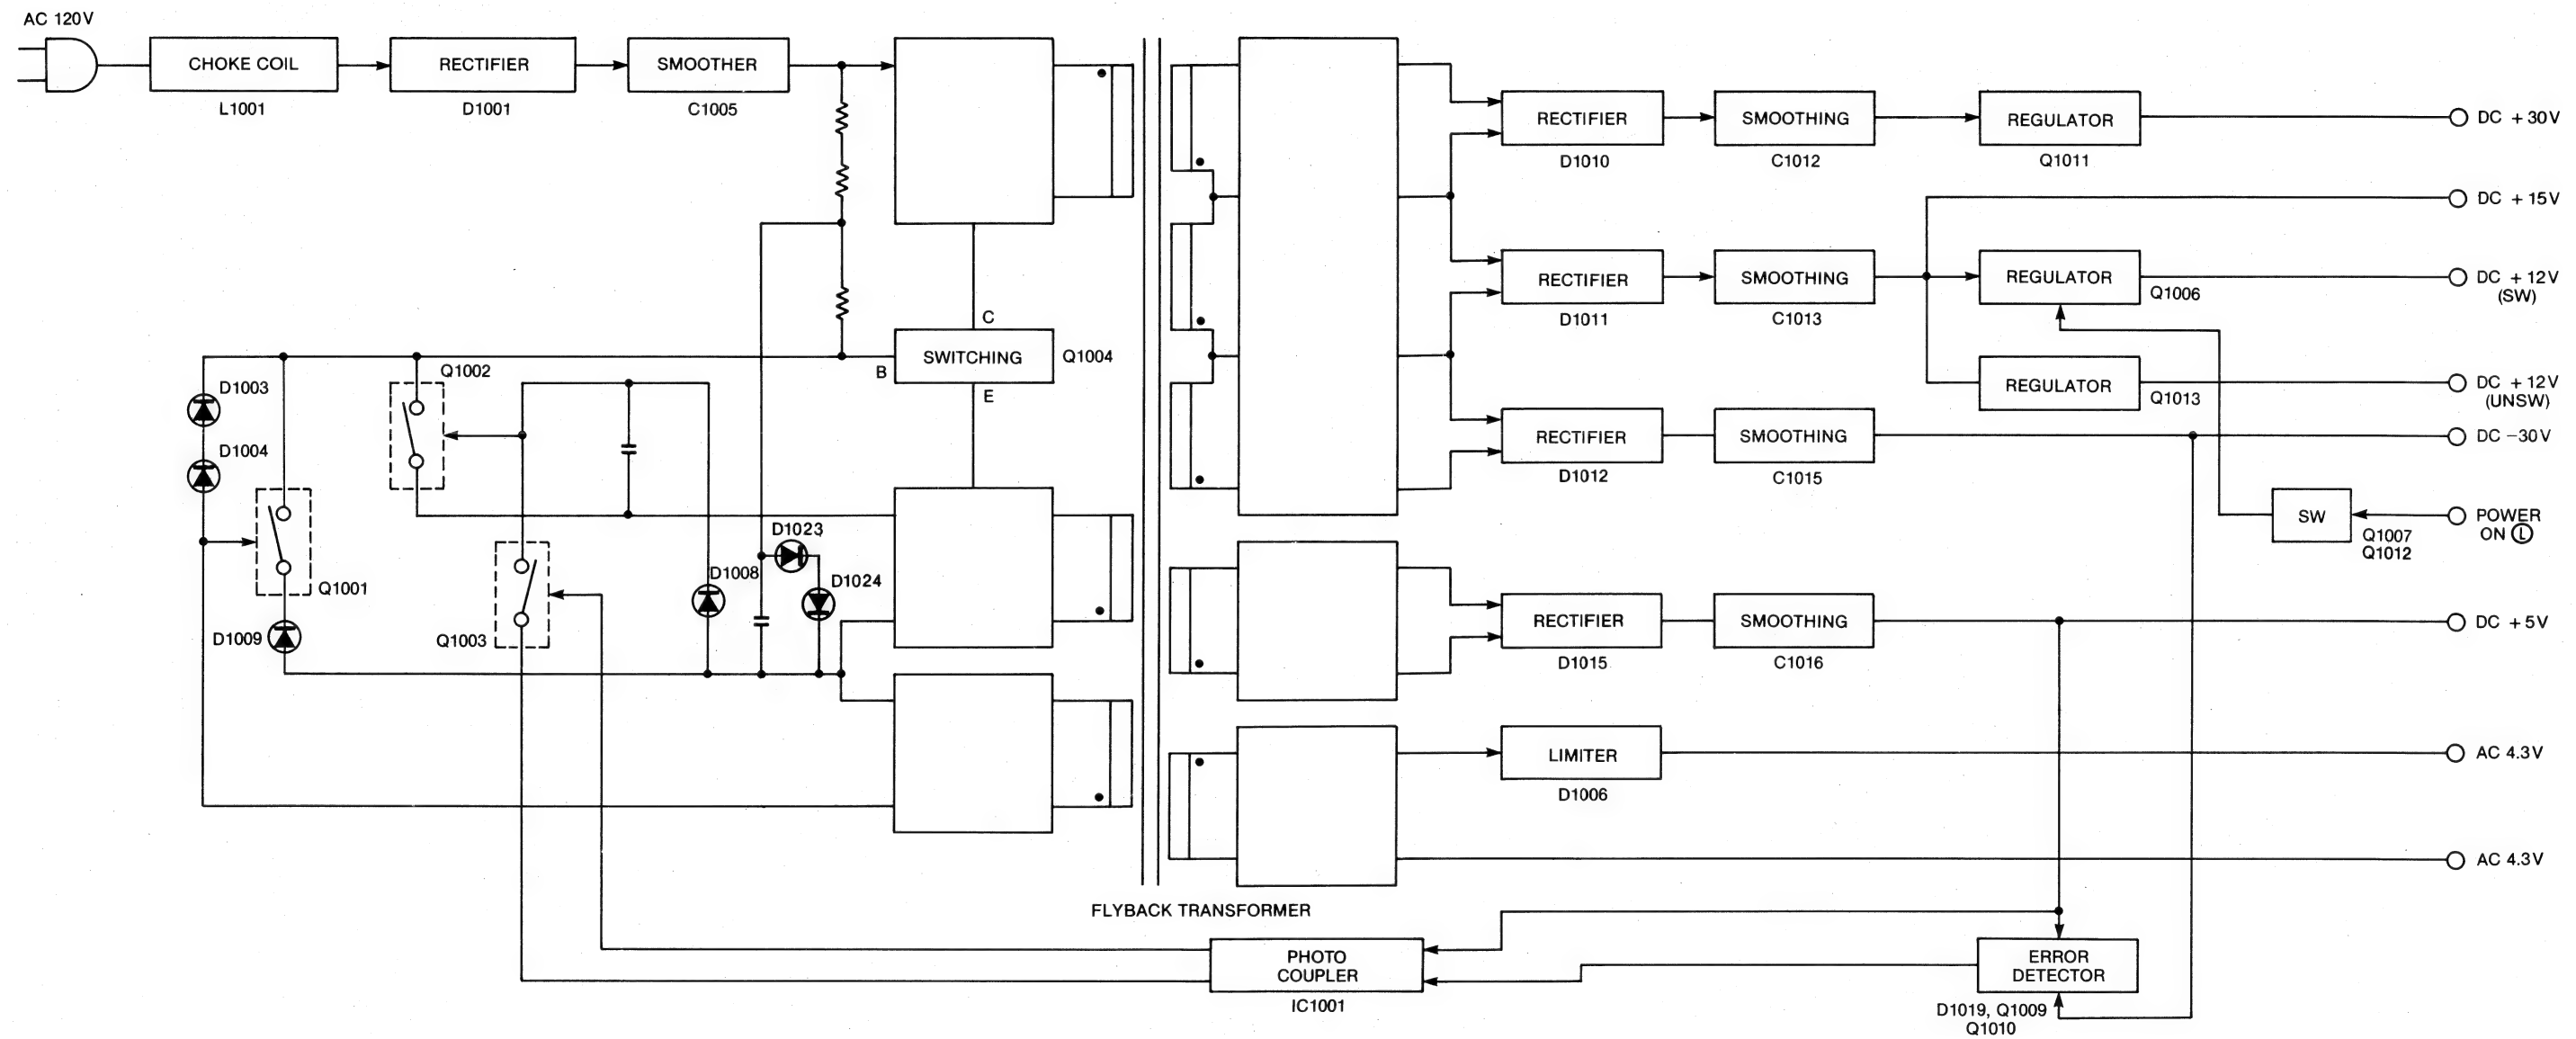 AC 120V
CHOKE COIL
L1001
RECTIFIER
D1001
SMOOTHER
C1005
RECTIFIER
D1010
SMOOTHING
C1012
REGULATOR
Q1011
DC +30V
DC +15V
RECTIFIER
D1011
SMOOTHING
C1013
REGULATOR
Q1006
DC +12V
(SW)
C
SWITCHING
Q1004
B
E
REGULATOR
Q1013
DC +12V
(UNSW)
D1003
Q1002
D1004
RECTIFIER
D1012
SMOOTHING
C1015
DC −30V
SW
Q1007
Q1012
POWER
ON Ⓛ
D1023
D1008
D1024
Q1001
D1009
Q1003
RECTIFIER
D1015
SMOOTHING
C1016
DC +5V
LIMITER
D1006
AC 4.3V
AC 4.3V
FLYBACK TRANSFORMER
PHOTO
COUPLER
IC1001
ERROR
DETECTOR
D1019, Q1009
Q1010